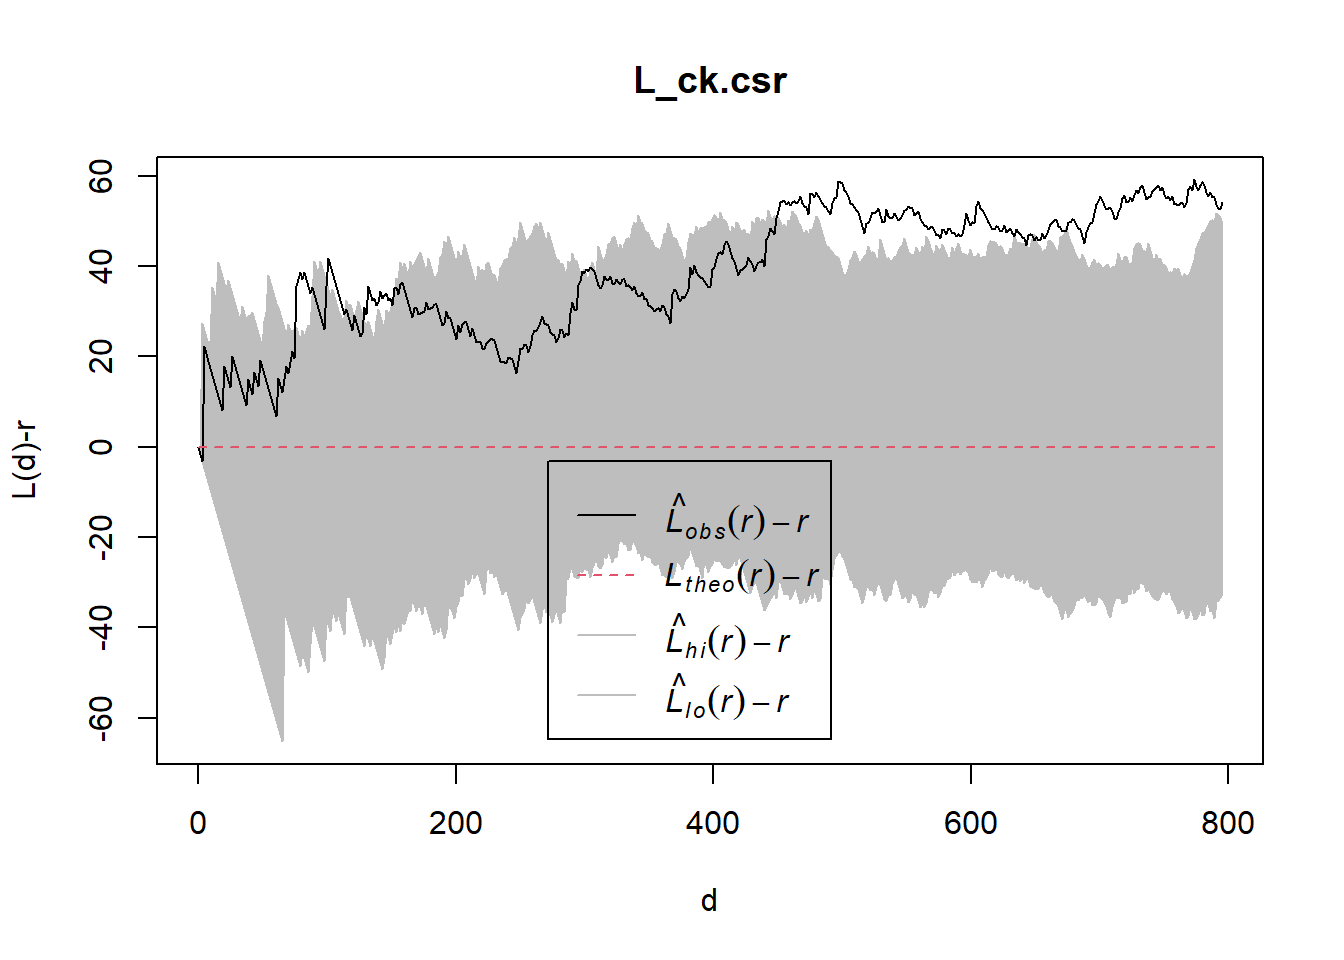 L_ck.csr
60
40
20
0
-20
-40
-60
L(d)-r
L̂obs(r) – r
Ltheo(r) – r
L̂hi(r) – r
L̂lo(r) – r
0 200 400 600 800
d